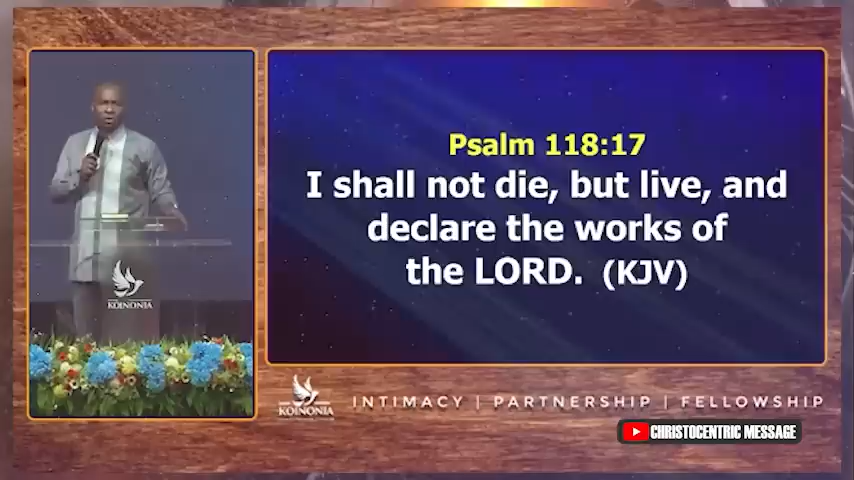 Psalm 118:17
I shall not die, but live, and
declare the works of
the LORD. (KJV)
KOINONIA
KOINONIA
INTIMACY | PARTNERSHIP | FELLOWSHIP
CHRISTOCENTRIC MESSAGE